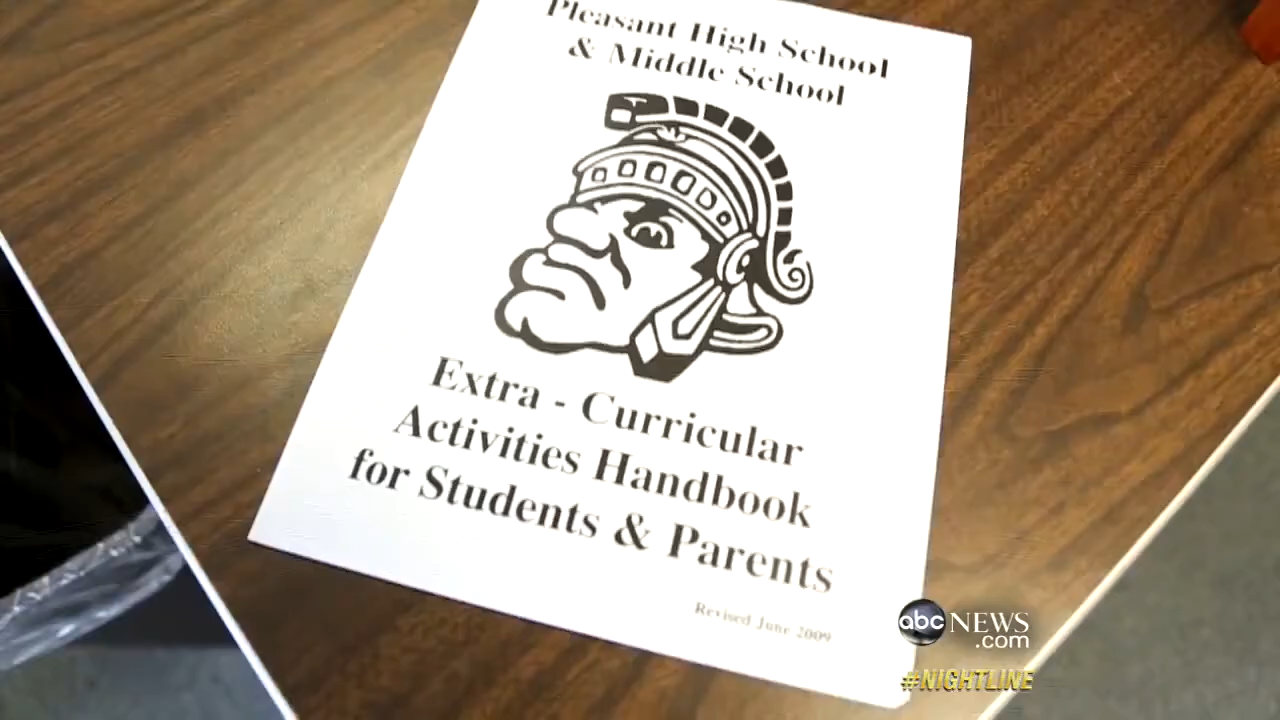 Pleasant High School
& Middle School
Extra - Curricular
Activities Handbook
for Students & Parents
Revised June 2009
abc NEWS
.com
#NIGHTLINE